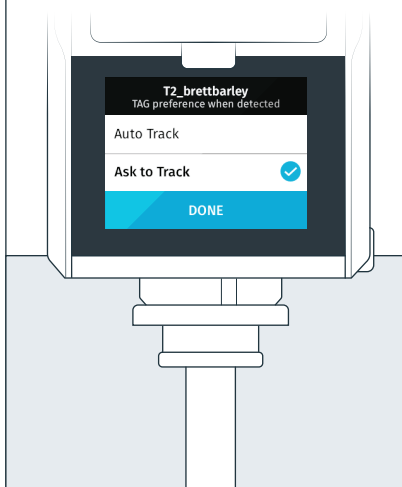 T2_brettbarley
TAG preference when detected
Auto Track
Ask to Track
DONE